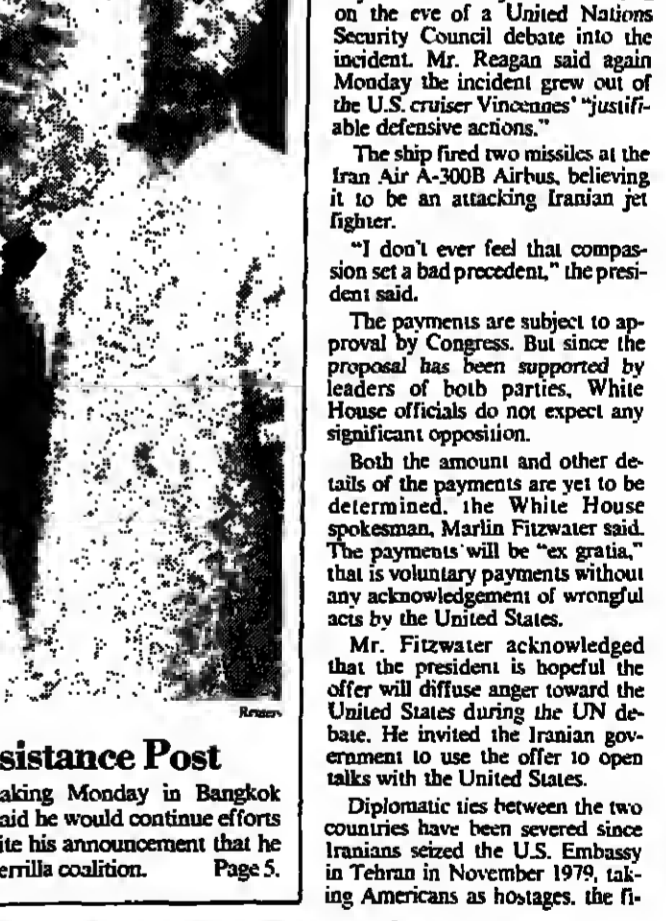 Reuters
sistance Post
aking Monday in Bangkok
aid he would continue efforts
ite his announcement that he
errilla coalition. Page 5.
on the eve of a United Nations
Security Council debate into the
incident. Mr. Reagan said again
Monday the incident grew out of
the U.S. cruiser Vincennes' "justifi-
able defensive actions."
The ship fired two missiles at the
Iran Air A-300B Airbus, believing
it to be an attacking Iranian jet
fighter.
"I don't ever feel that compas-
sion set a bad precedent," the presi-
dent said.
The payments are subject to ap-
proval by Congress. But since the
proposal has been supported by
leaders of both parties, White
House officials do not expect any
significant opposition.
Both the amount and other de-
tails of the payments are yet to be
determined, the White House
spokesman, Marlin Fitzwater said.
The payments will be "ex gratia,"
that is voluntary payments without
any acknowledgement of wrongful
acts by the United States.
Mr. Fitzwater acknowledged
that the president is hopeful the
offer will diffuse anger toward the
United States during the UN de-
bate. He invited the Iranian gov-
ernment to use the offer to open
talks with the United States.
Diplomatic ties between the two
countries have been severed since
Iranians seized the U.S. Embassy
in Tehran in November 1979, tak-
ing Americans as hostages, the fi-